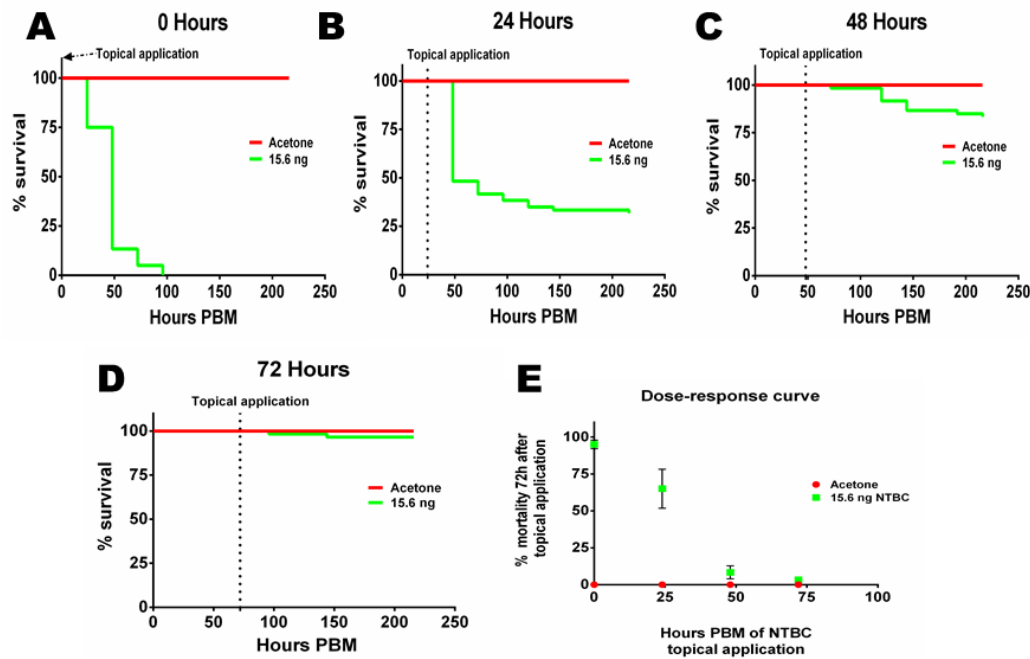 A
0 Hours
Topical application
100
75
50
25
0
% survival
Acetone
15.6 ng
0 50 100 150 200 250
Hours PBM
B
24 Hours
Topical application
100
75
50
25
0
% survival
Acetone
15.6 ng
0 50 100 150 200 250
Hours PBM
C
48 Hours
Topical application
100
75
50
25
0
% survival
Acetone
15.6 ng
0 50 100 150 200 250
Hours PBM
D
72 Hours
Topical application
100
75
50
25
0
% survival
Acetone
15.6 ng
0 50 100 150 200 250
Hours PBM
E
Dose-response curve
100
75
50
25
0
% mortality 72h after
topical application
Acetone
15.6 ng NTBC
0 25 50 75 100
Hours PBM of NTBC
topical application